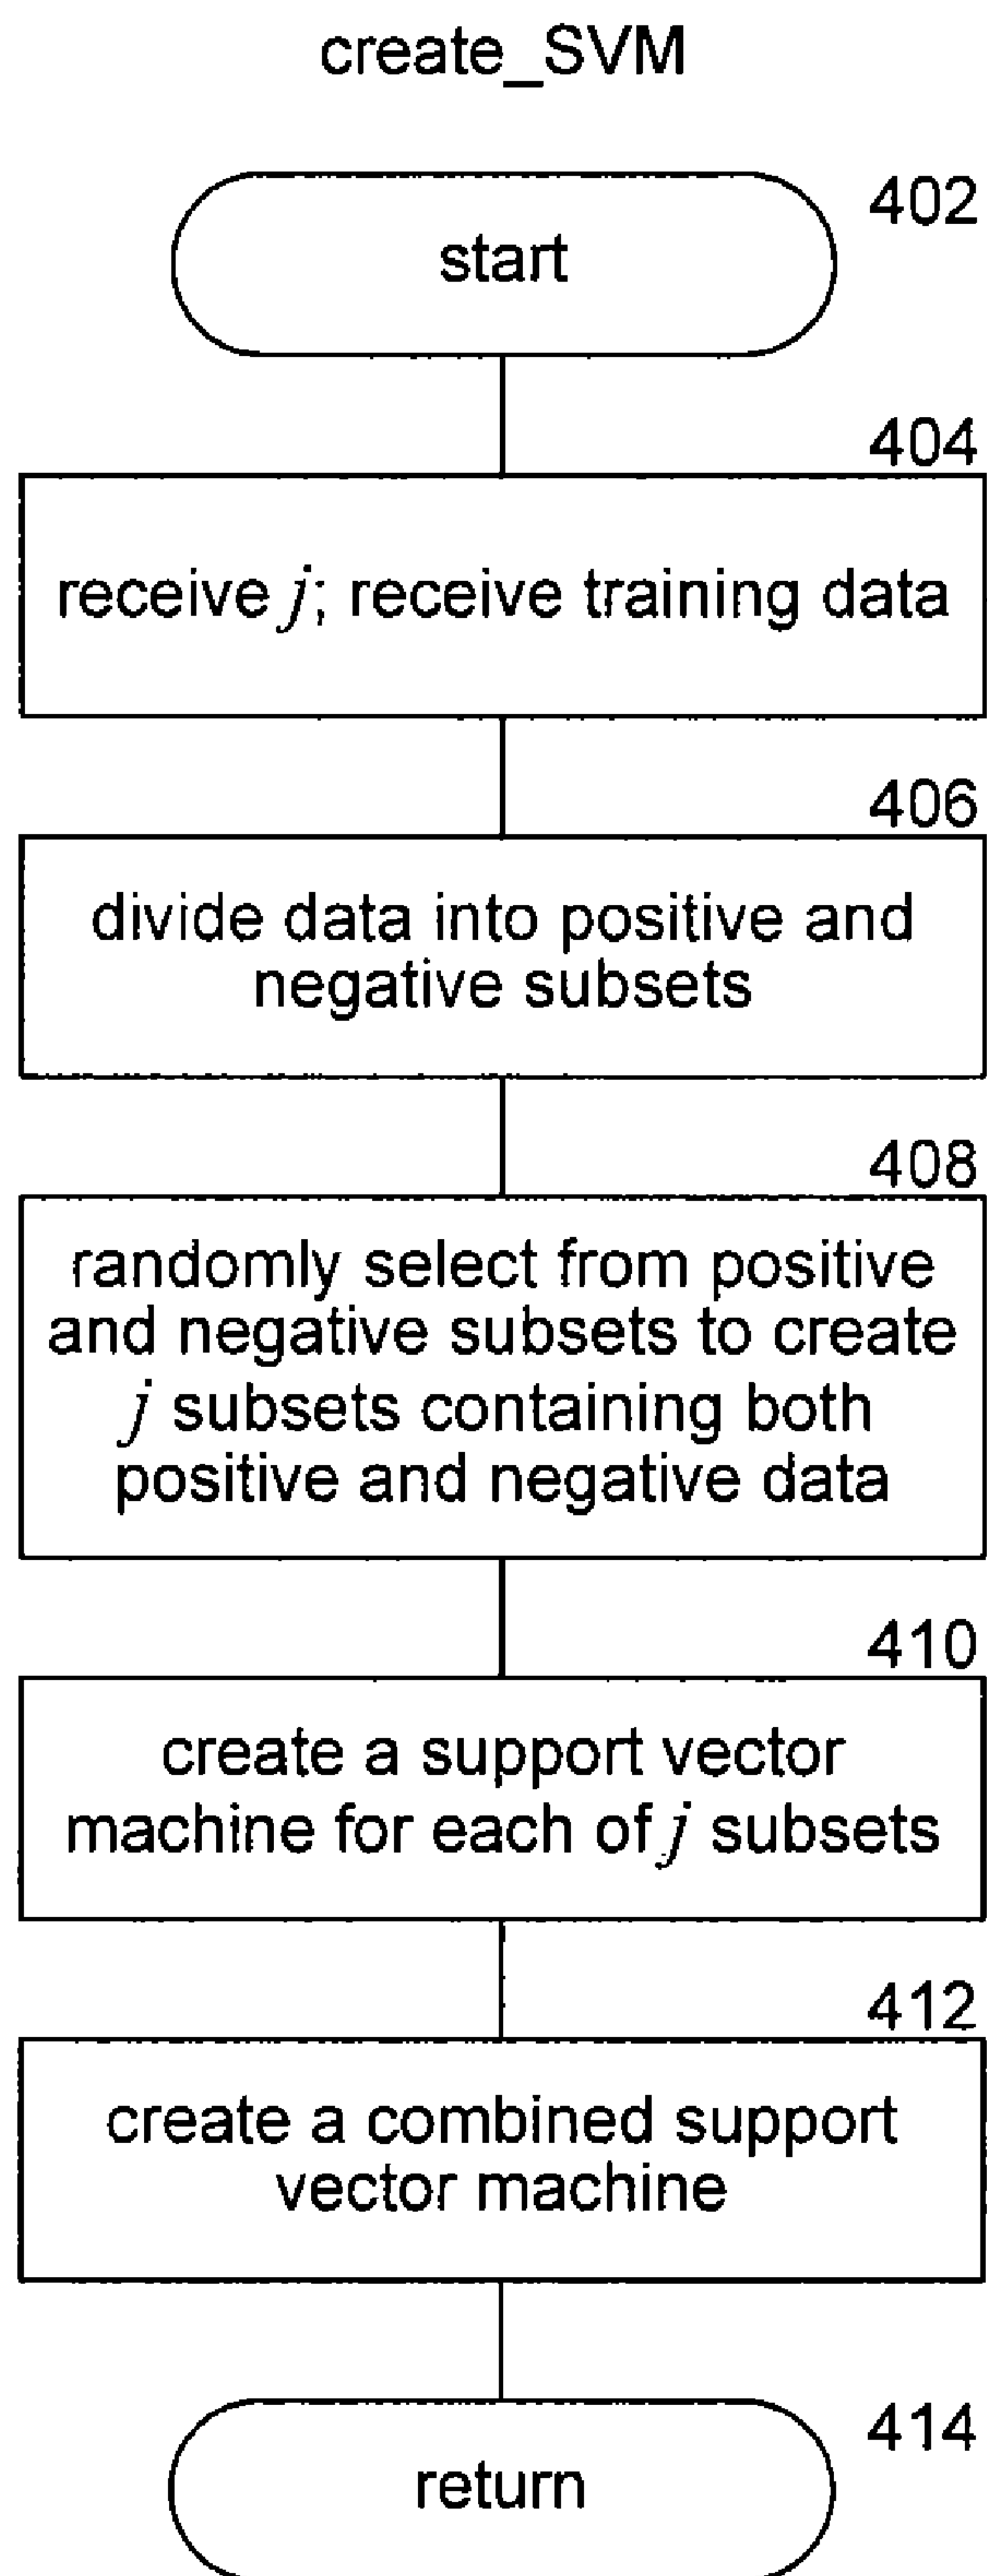 create_SVM
402
start
404
receive j; receive training data
406
divide data into positive and
negative subsets
408
randomly select from positive
and negative subsets to create
j subsets containing both
positive and negative data
410
create a support vector
machine for each of j subsets
412
create a combined support
vector machine
414
return